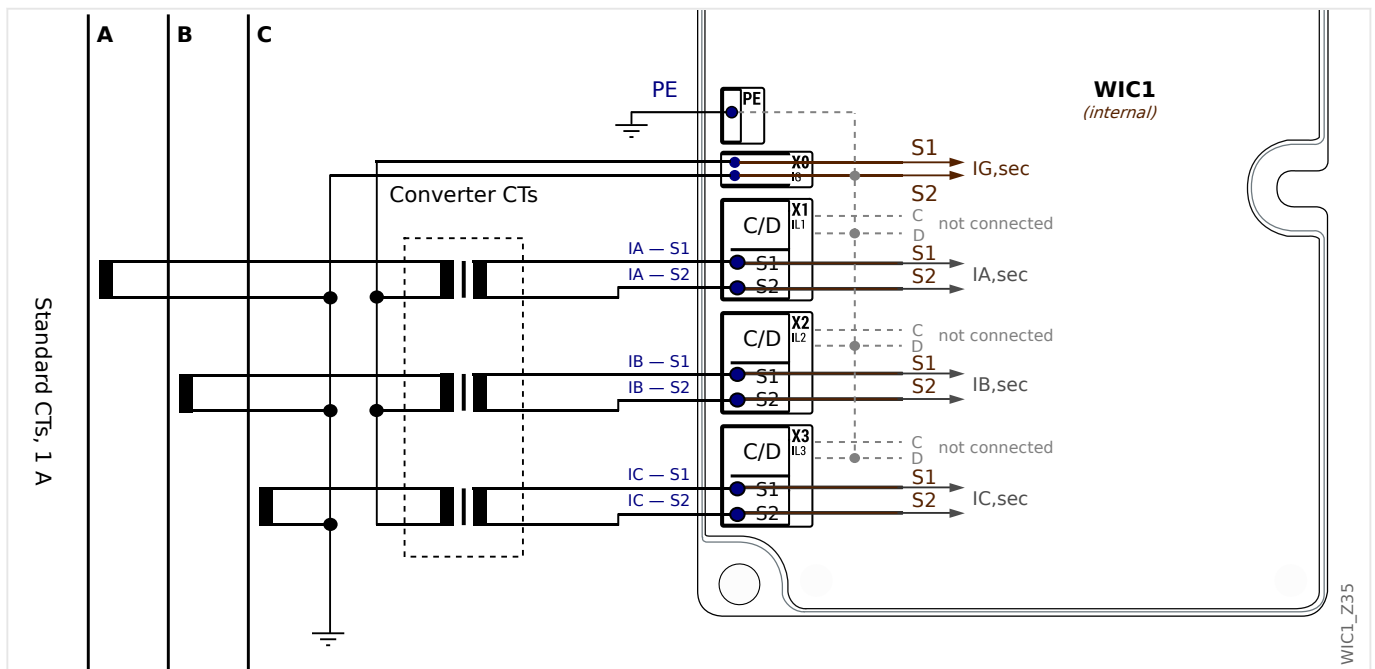 A B C
PE
PE
WIC1
(internal)
X0
IG
S1
IG,sec
S2
Converter CTs
X1
IL1
C/D
C
D
not connected
IA — S1
S1
S1
IA,sec
IA — S2
S2
S2
X2
IL2
C/D
C
D
not connected
IB — S1
S1
S1
IB,sec
IB — S2
S2
S2
X3
IL3
C/D
C
D
not connected
IC — S1
S1
S1
IC,sec
IC — S2
S2
S2
Standard CTs, 1 A
WIC1_Z35